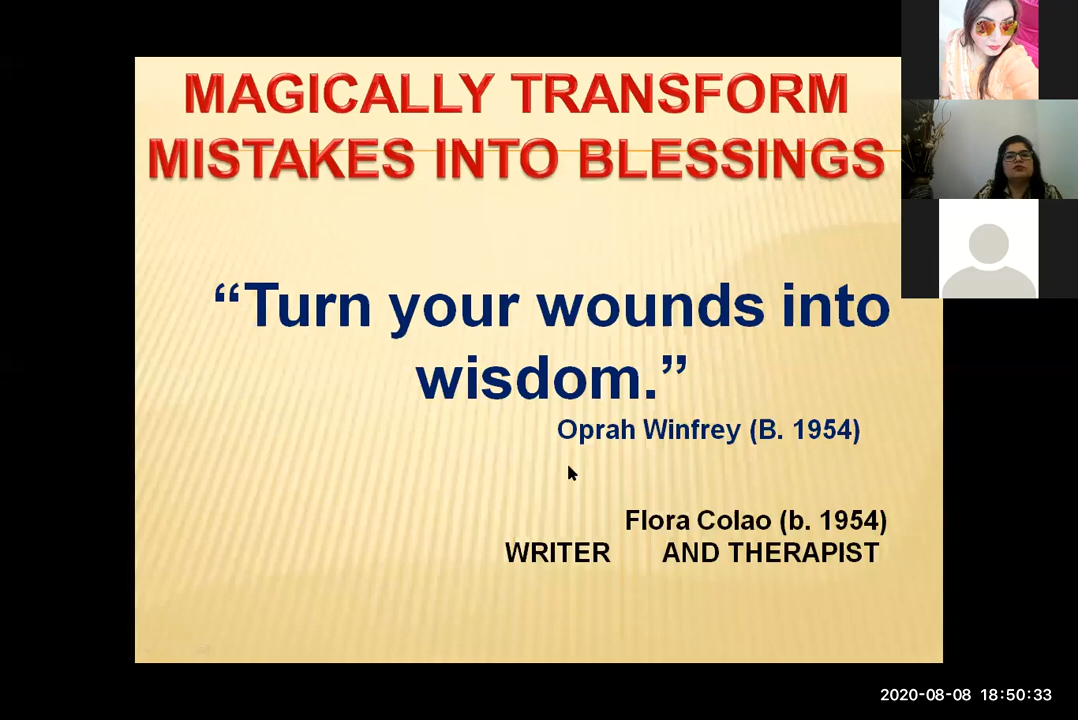 MAGICALLY TRANSFORM
MISTAKES INTO BLESSINGS
“Turn your wounds into
wisdom.”
Oprah Winfrey (B. 1954)
Flora Colao (b. 1954)
WRITER AND THERAPIST
2020-08-08 18:50:33